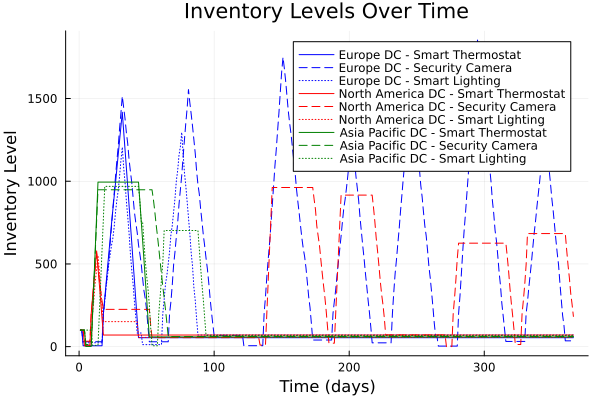 Inventory Levels Over Time
Inventory Level
1500
1000
500
0
Europe DC - Smart Thermostat
Europe DC - Security Camera
Europe DC - Smart Lighting
North America DC - Smart Thermostat
North America DC - Security Camera
North America DC - Smart Lighting
Asia Pacific DC - Smart Thermostat
Asia Pacific DC - Security Camera
Asia Pacific DC - Smart Lighting
0 100 200 300
Time (days)